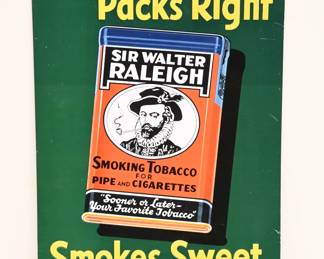 Packs Right
SIR WALTER
RALEIGH
SMOKING TOBACCO
FOR
PIPE AND CIGARETTES
"Sooner or Later-
Your Favorite Tobacco"
Smokes Sweet